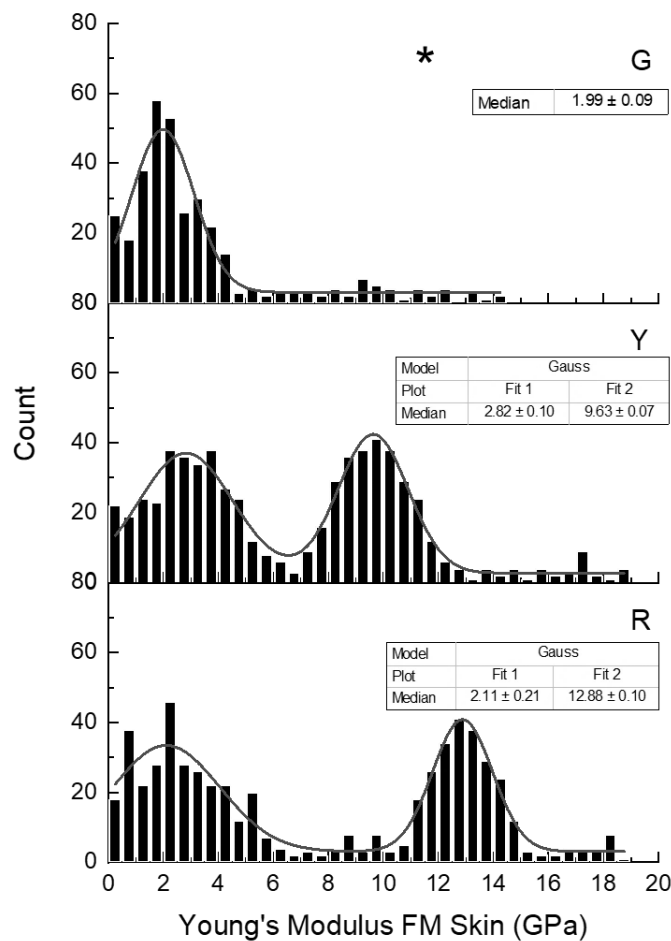 80
*
G
Median 1.99 ± 0.09
60
40
20
80
Y
Model Gauss
Plot Fit 1 Fit 2
Median 2.82 ± 0.10 9.63 ± 0.07
60
Count
40
20
80
R
Model Gauss
Plot Fit 1 Fit 2
Median 2.11 ± 0.21 12.88 ± 0.10
60
40
20
0
0 2 4 6 8 10 12 14 16 18 20
Young's Modulus FM Skin (GPa)